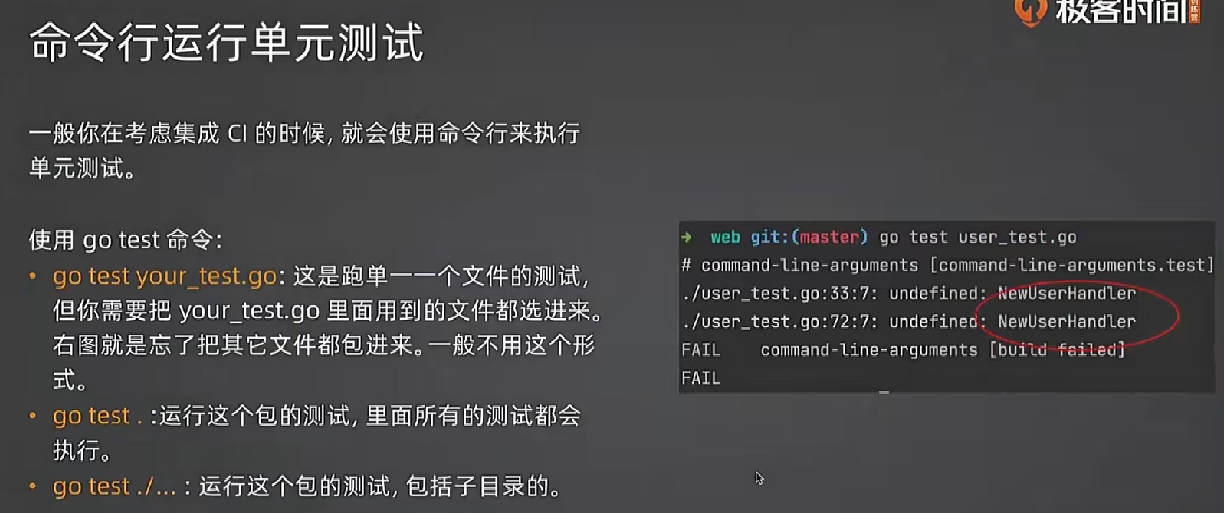 极客时间
训练营
命令行运行单元测试
一般你在考虑集成 CI 的时候, 就会使用命令行来执行
单元测试。
使用 go test 命令:
• go test your_test.go: 这是跑单一一个文件的测试,
但你需要把 your_test.go 里面用到的文件都选进来。
右图就是忘了把其它文件都包进来。一般不用这个形
式。
• go test . :运行这个包的测试, 里面所有的测试都会
执行。
• go test ./... : 运行这个包的测试, 包括子目录的。
→ web git:(master) go test user_test.go
# command-line-arguments [command-line-arguments.test]
./user_test.go:33:7: undefined: NewUserHandler
./user_test.go:72:7: undefined: NewUserHandler
FAIL    command-line-arguments [build failed]
FAIL